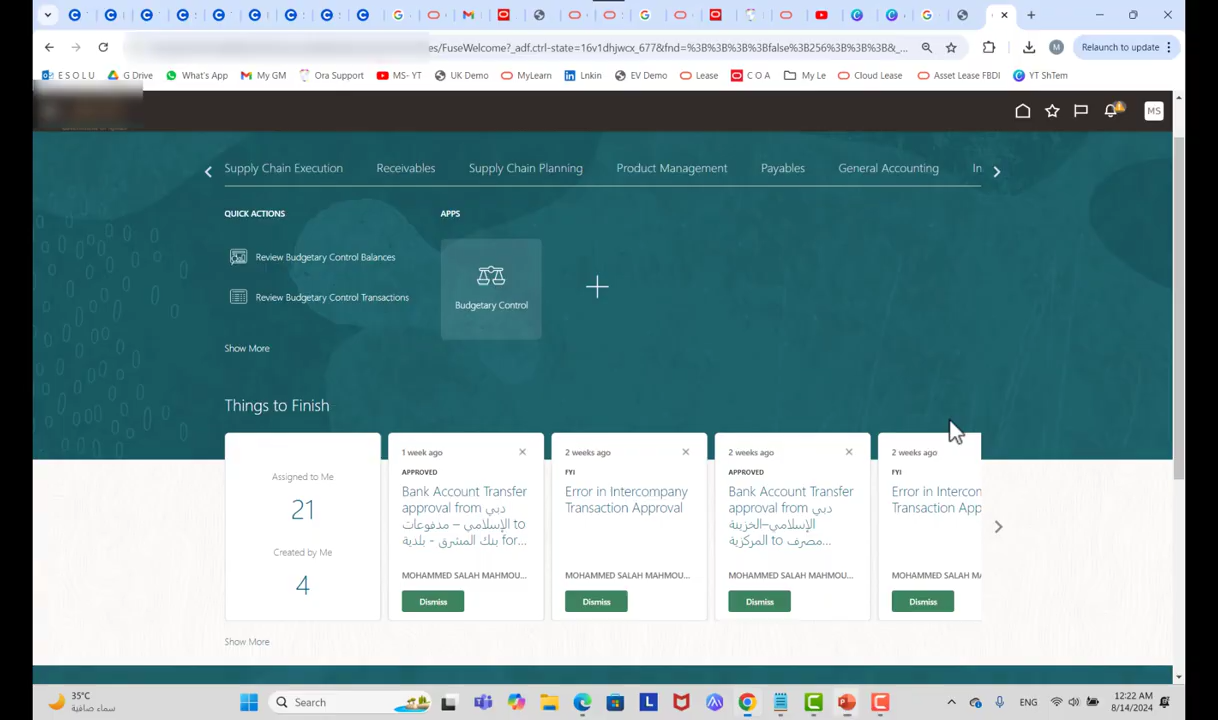 es/FuseWelcome?_adf.ctrl-state=16v1dhjwcx_677&fnd=%3B%3B%3B%3Bfalse%3B256%3B%3B%3B&_...
Relaunch to update
E S O L U
G Drive
What's App
My GM
Ora Support
MS- YT
UK Demo
MyLearn
Lnkin
EV Demo
Lease
C O A
My Le
Cloud Lease
Asset Lease FBDI
YT ShTem
MS
Supply Chain Execution
Receivables
Supply Chain Planning
Product Management
Payables
General Accounting
In
QUICK ACTIONS
APPS
Review Budgetary Control Balances
Review Budgetary Control Transactions
Budgetary Control
Show More
Things to Finish
Assigned to Me
21
Created by Me
4
1 week ago
APPROVED
Bank Account Transfer
approval from دبي
الإسلامي – مدفوعات to
بنك المشرق - بلدية for...
MOHAMMED SALAH MAHMOU...
Dismiss
2 weeks ago
FYI
Error in Intercompany
Transaction Approval
MOHAMMED SALAH MAHMOU...
Dismiss
2 weeks ago
APPROVED
Bank Account Transfer
approval from دبي
الإسلامي–الخزينة
المركزية to مصرف...
MOHAMMED SALAH MAHMOU...
Dismiss
2 weeks ago
FYI
Error in Intercon
Transaction App
MOHAMMED SALAH MA
Dismiss
Show More
35°C
سماء صافية
Search
ENG
12:22 AM
8/14/2024